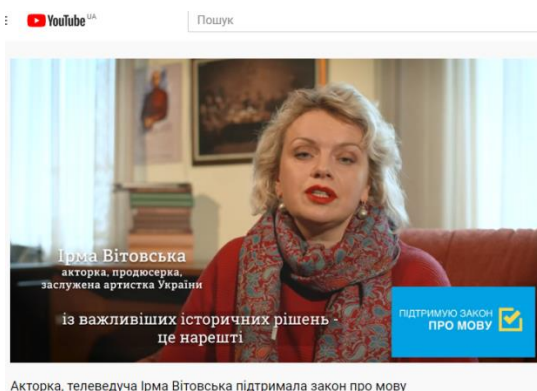 YouTube UA
Пошук
Ірма Вітовська
акторка, продюсерка,
заслужена артистка України
із важливіших історичних рішень -
це нарешті
ПІДТРИМУЮ ЗАКОН
ПРО МОВУ
Акторка, телеведуча Ірма Вітовська підтримала закон про мову